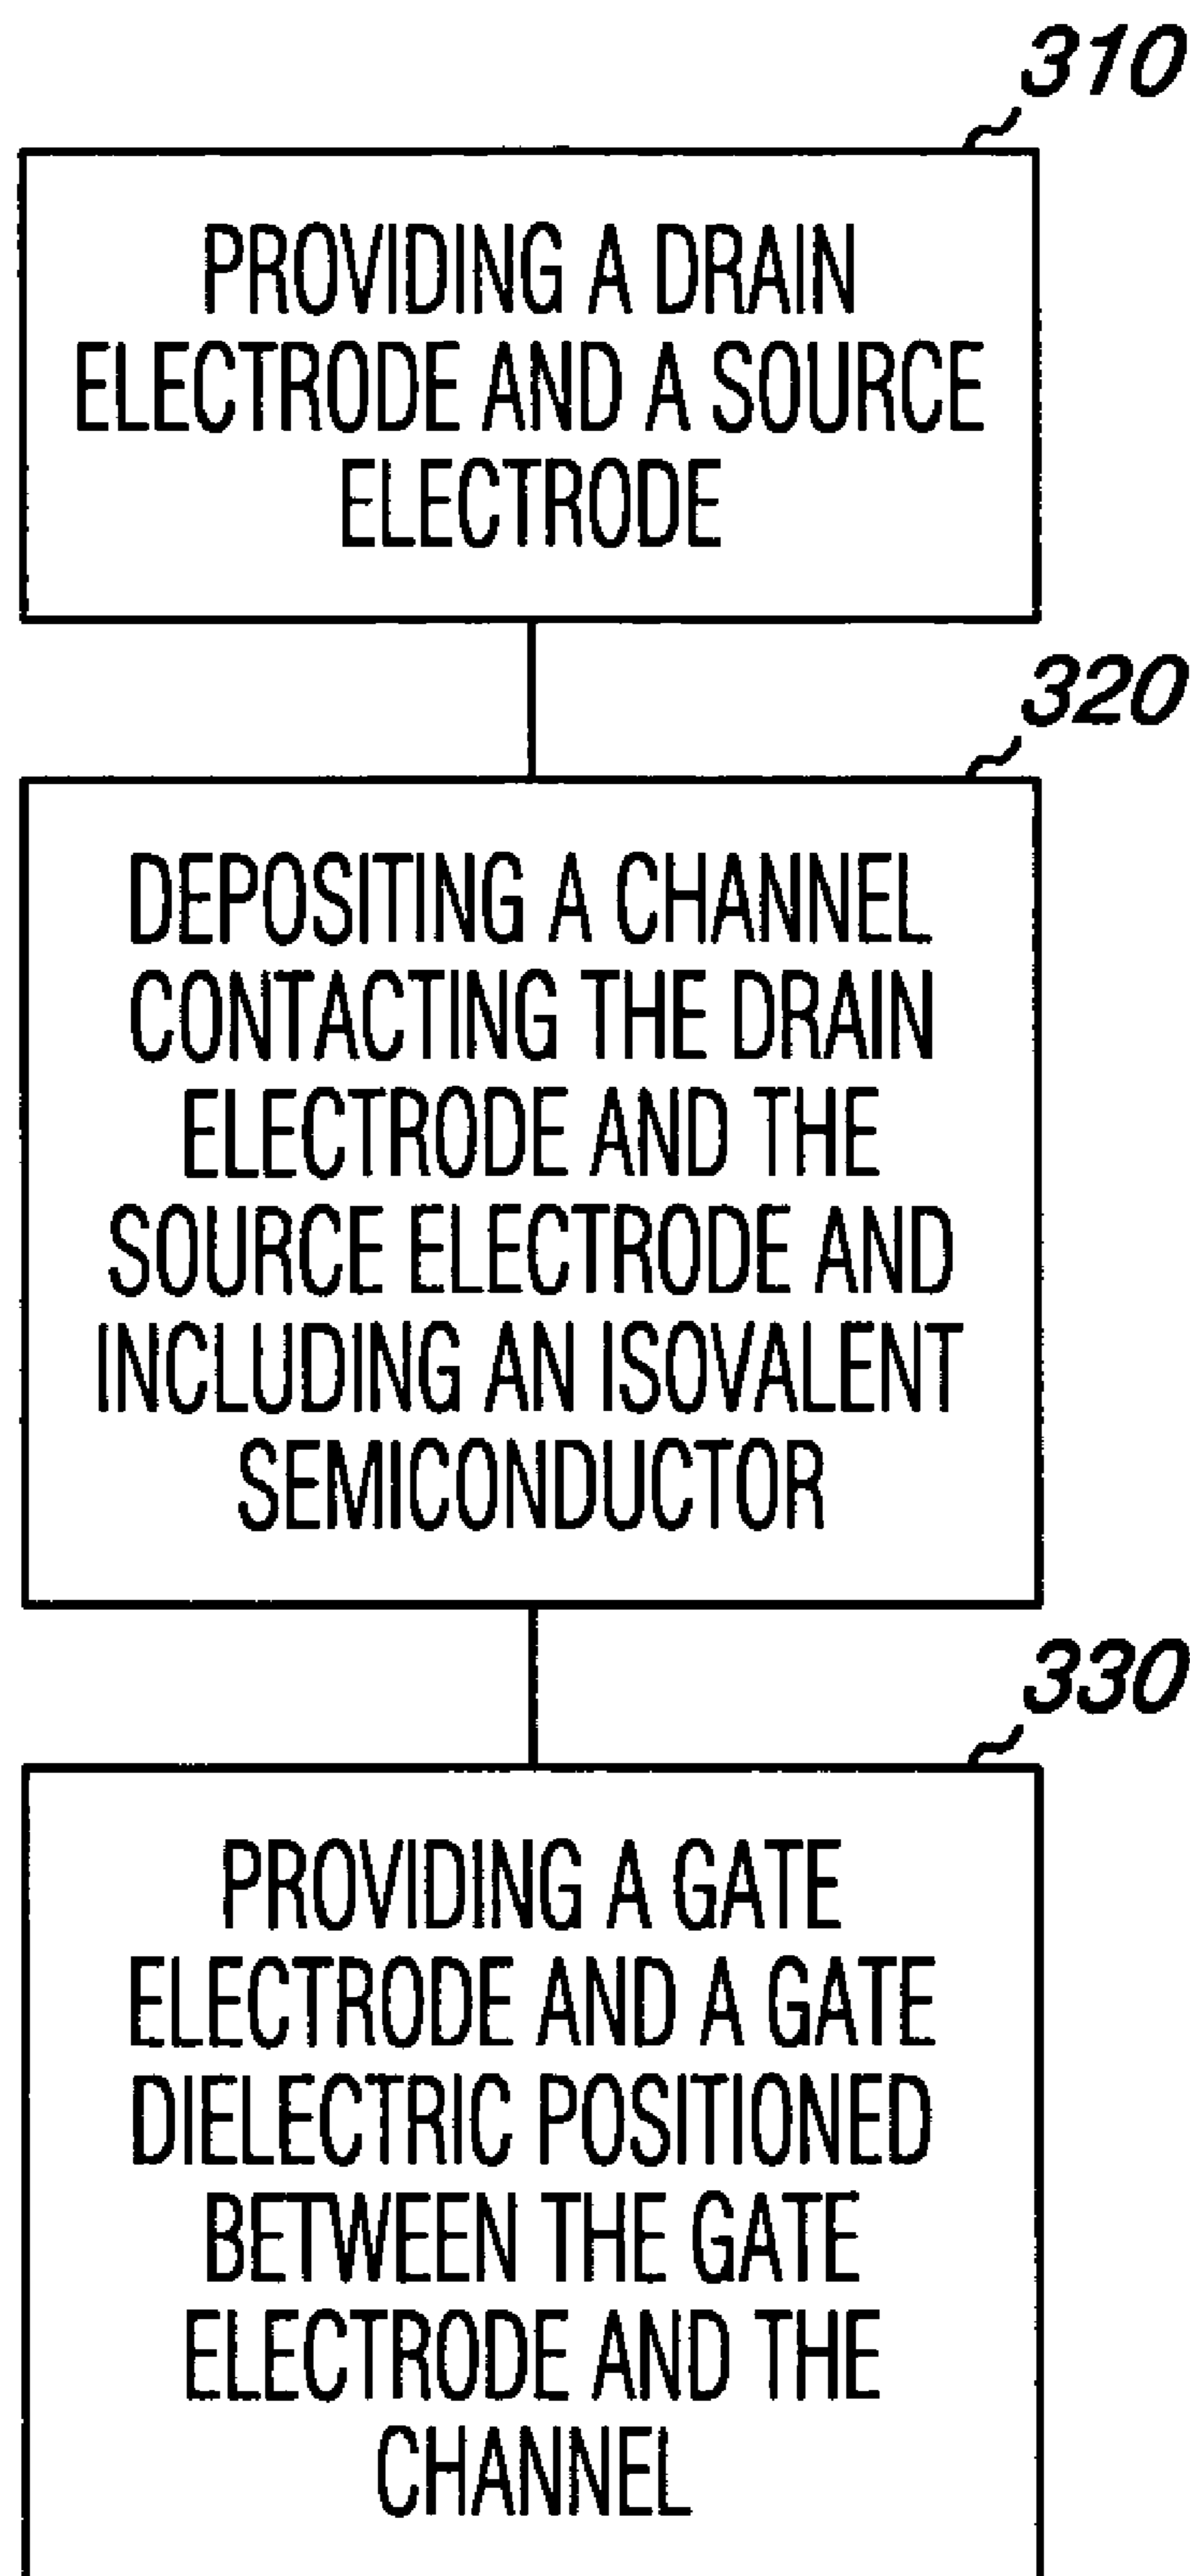 310
PROVIDING A DRAIN
ELECTRODE AND A SOURCE
ELECTRODE
320
DEPOSITING A CHANNEL
CONTACTING THE DRAIN
ELECTRODE AND THE
SOURCE ELECTRODE AND
INCLUDING AN ISOVALENT
SEMICONDUCTOR
330
PROVIDING A GATE
ELECTRODE AND A GATE
DIELECTRIC POSITIONED
BETWEEN THE GATE
ELECTRODE AND THE
CHANNEL